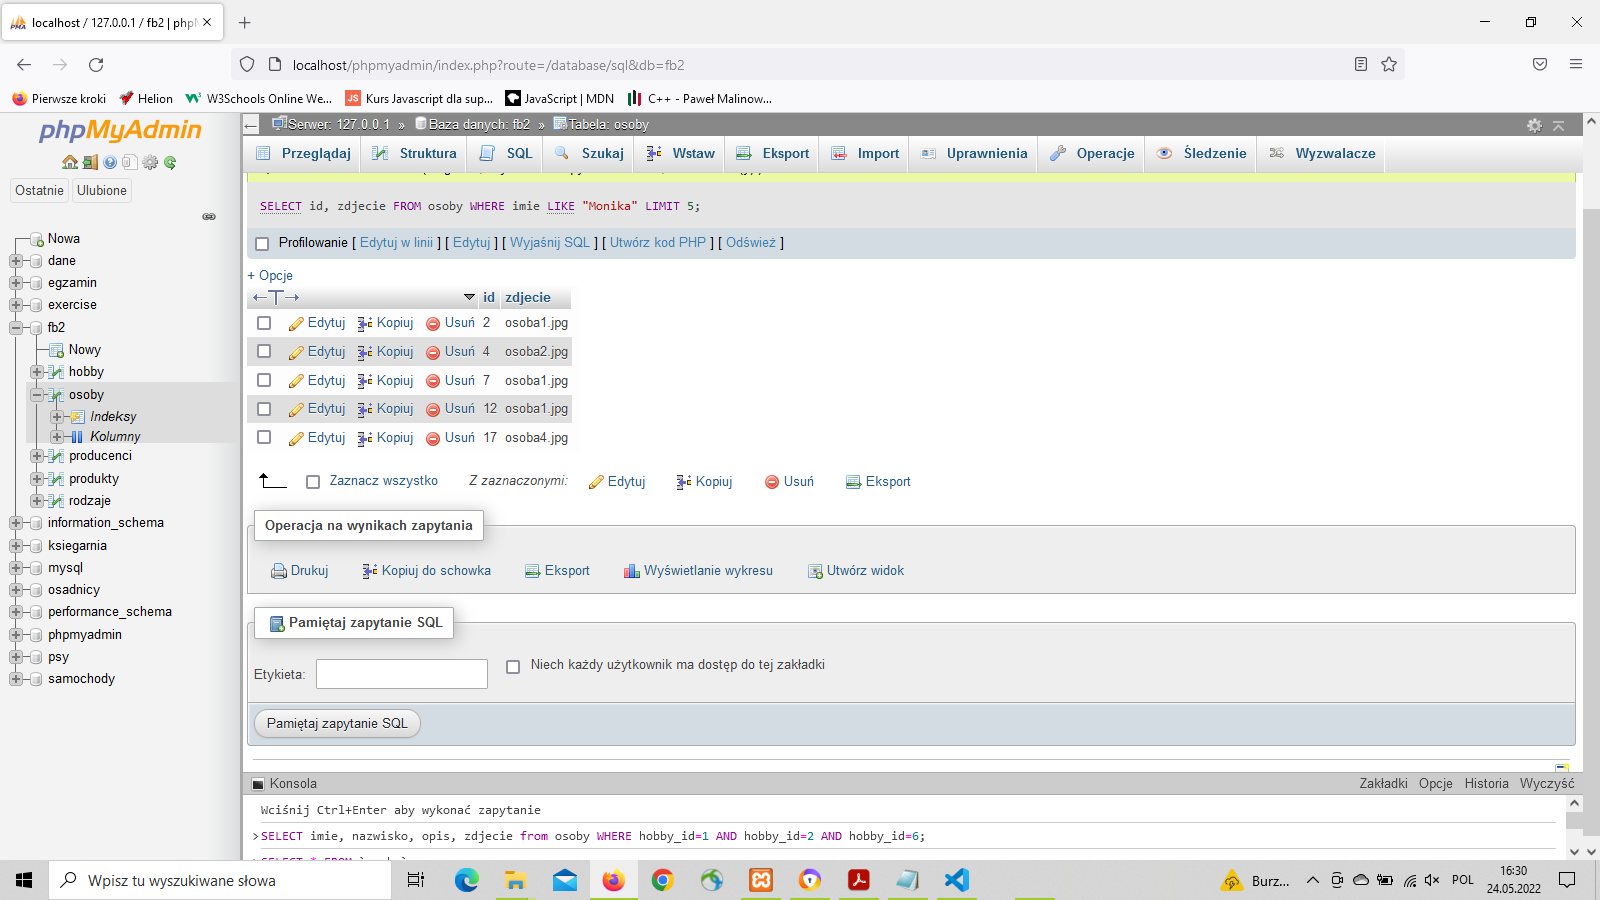 localhost / 127.0.0.1 / fb2 | phpM
localhost/phpmyadmin/index.php?route=/database/sql&db=fb2
Pierwsze kroki
Helion
W3Schools Online We...
Kurs Javascript dla sup...
JavaScript | MDN
C++ - Paweł Malinow...
phpMyAdmin
Ostatnie
Ulubione
Nowa
dane
egzamin
exercise
fb2
Nowy
hobby
osoby
Indeksy
Kolumny
producenci
produkty
rodzaje
information_schema
ksiegarnia
mysql
osadnicy
performance_schema
phpmyadmin
psy
samochody
Serwer: 127.0.0.1 » Baza danych: fb2 » Tabela: osoby
Przeglądaj Struktura SQL Szukaj Wstaw Eksport Import Uprawnienia Operacje Śledzenie Wyzwalacze
SELECT id, zdjecie FROM osoby WHERE imie LIKE "Monika" LIMIT 5;
Profilowanie [ Edytuj w linii ] [ Edytuj ] [ Wyjaśnij SQL ] [ Utwórz kod PHP ] [ Odśwież ]
+ Opcje
←T→ id zdjecie
Edytuj Kopiuj Usuń 2 osoba1.jpg
Edytuj Kopiuj Usuń 4 osoba2.jpg
Edytuj Kopiuj Usuń 7 osoba1.jpg
Edytuj Kopiuj Usuń 12 osoba1.jpg
Edytuj Kopiuj Usuń 17 osoba4.jpg
Zaznacz wszystko Z zaznaczonymi: Edytuj Kopiuj Usuń Eksport
Operacja na wynikach zapytania
Drukuj Kopiuj do schowka Eksport Wyświetlanie wykresu Utwórz widok
Pamiętaj zapytanie SQL
Etykieta: Niech każdy użytkownik ma dostęp do tej zakładki
Pamiętaj zapytanie SQL
Konsola Zakładki Opcje Historia Wyczyść
Wciśnij Ctrl+Enter aby wykonać zapytanie
>SELECT imie, nazwisko, opis, zdjecie from osoby WHERE hobby_id=1 AND hobby_id=2 AND hobby_id=6;
Wpisz tu wyszukiwane słowa
Burz...
POL
16:30
24.05.2022